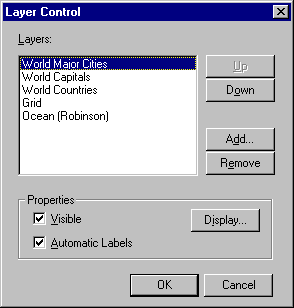 Layer Control
Layers:
World Major Cities
World Capitals
World Countries
Grid
Ocean (Robinson)
Up
Down
Add...
Remove
Properties
Visible
Display...
Automatic Labels
OK
Cancel